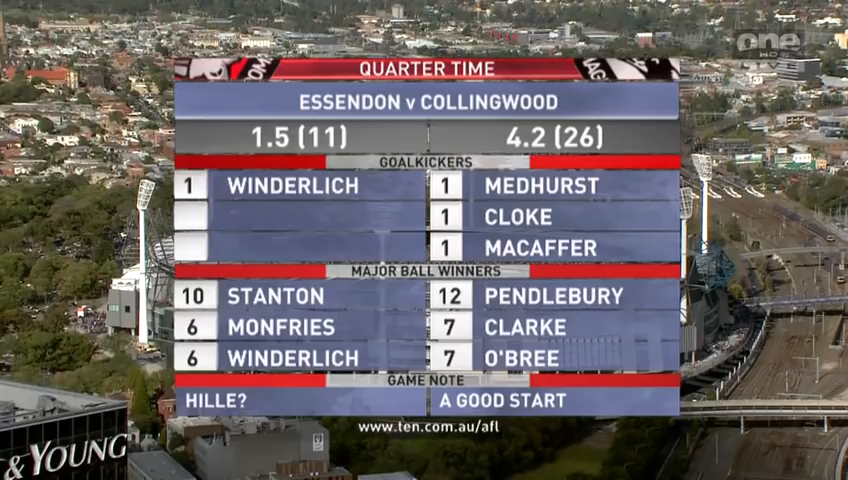 one
HD
QUARTER TIME
ESSENDON v COLLINGWOOD
1.5 (11) 4.2 (26)
GOALKICKERS
1 WINDERLICH 1 MEDHURST
1 CLOKE
1 MACAFFER
MAJOR BALL WINNERS
10 STANTON 12 PENDLEBURY
6 MONFRIES 7 CLARKE
6 WINDERLICH 7 O'BREE
GAME NOTE
HILLE? A GOOD START
www.ten.com.au/afl
& YOUNG